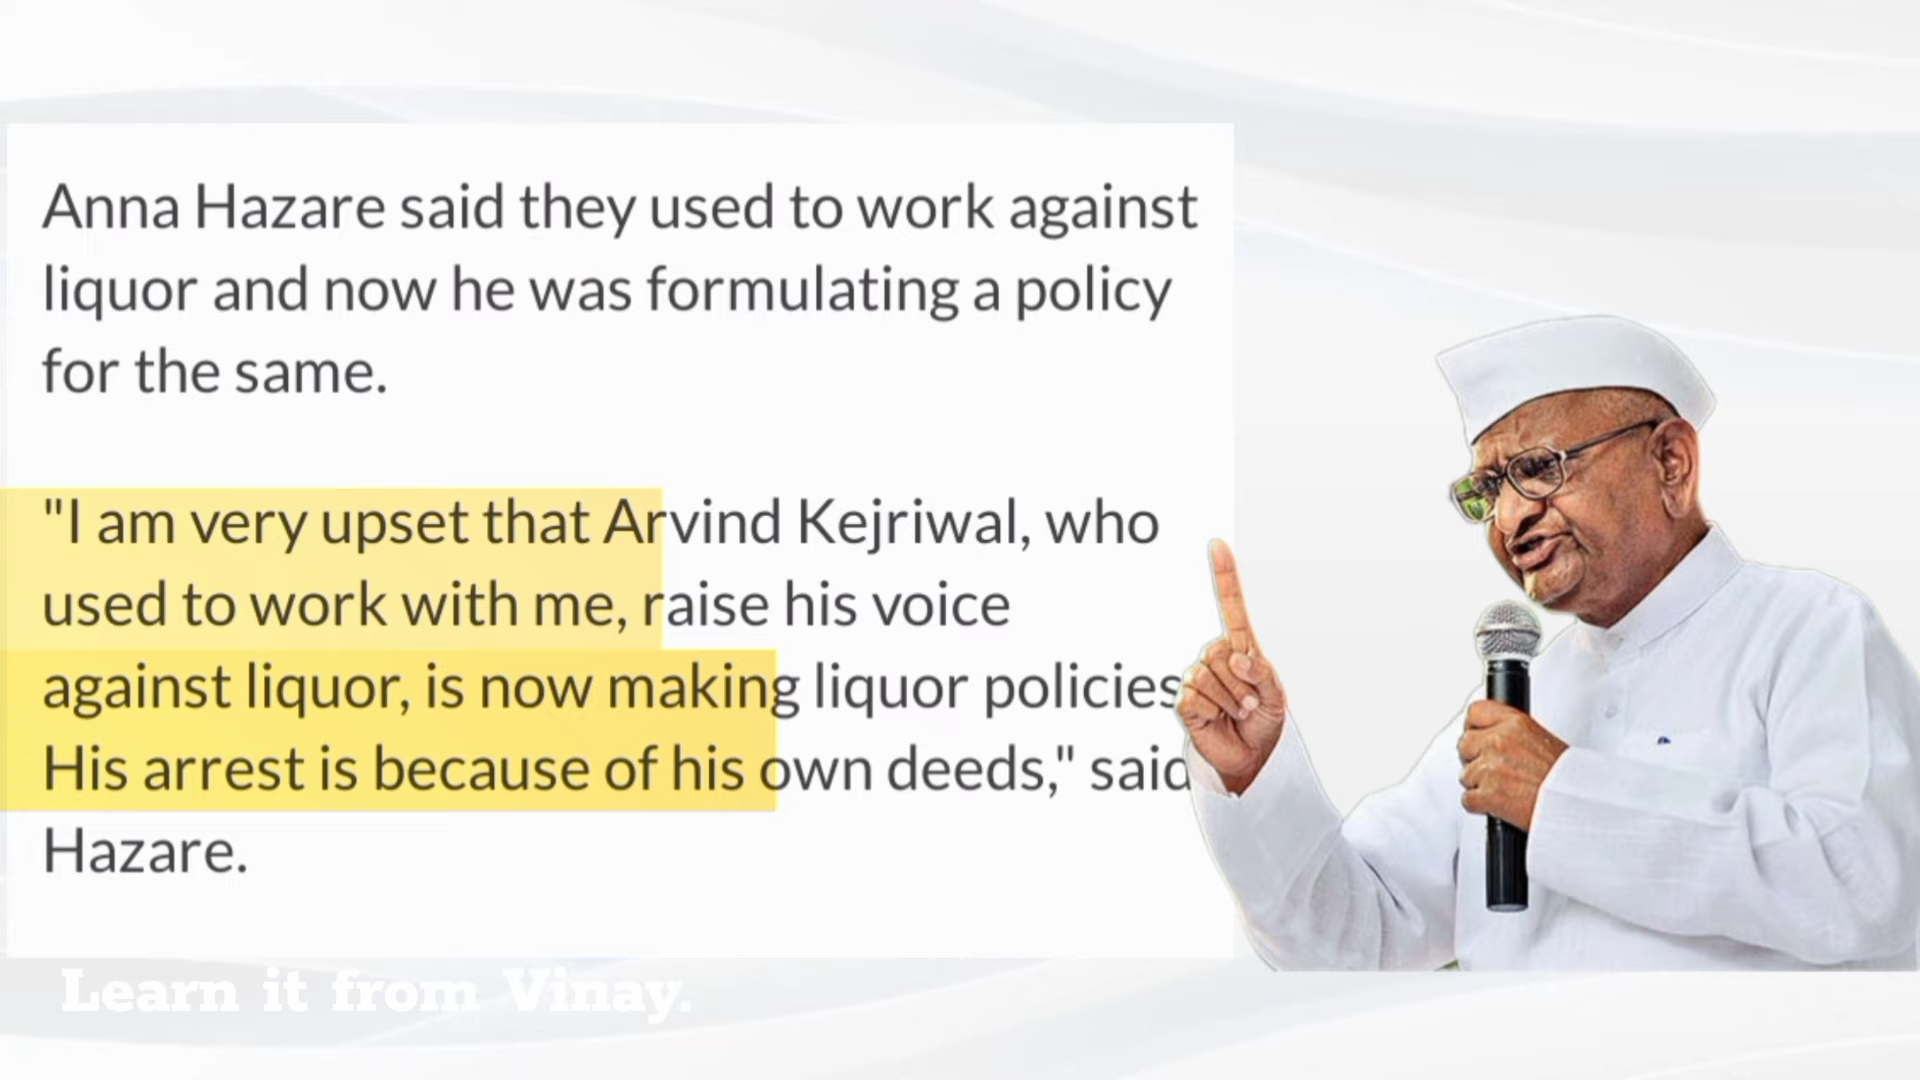 Anna Hazare said they used to work against
liquor and now he was formulating a policy
for the same.
"I am very upset that Arvind Kejriwal, who
used to work with me, raise his voice
against liquor, is now making liquor policies
His arrest is because of his own deeds," said
Hazare.
Learn it from Vinay.